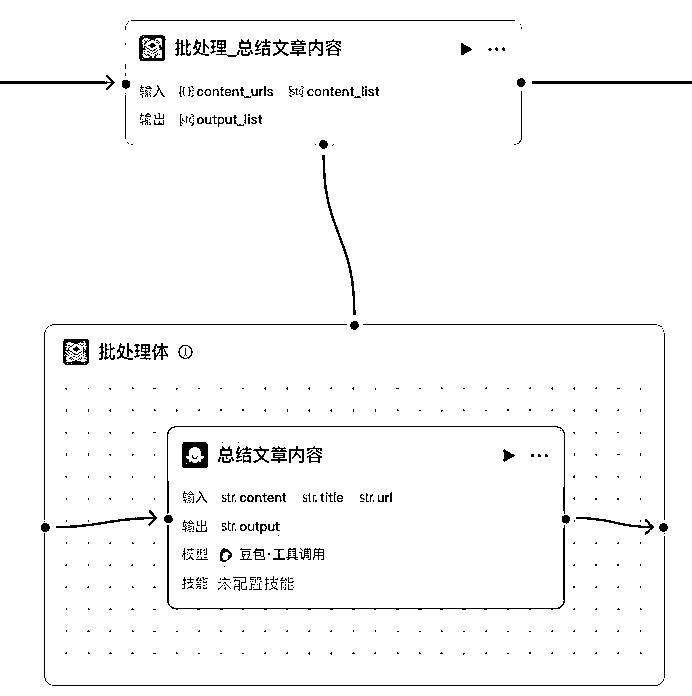 批处理_总结文章内容
输入 [{}] content_urls [str] content_list
输出 [str] output_list
批处理体
总结文章内容
输入 str. content str. title str. url
输出 str. output
模型 豆包·工具调用
技能 未配置技能